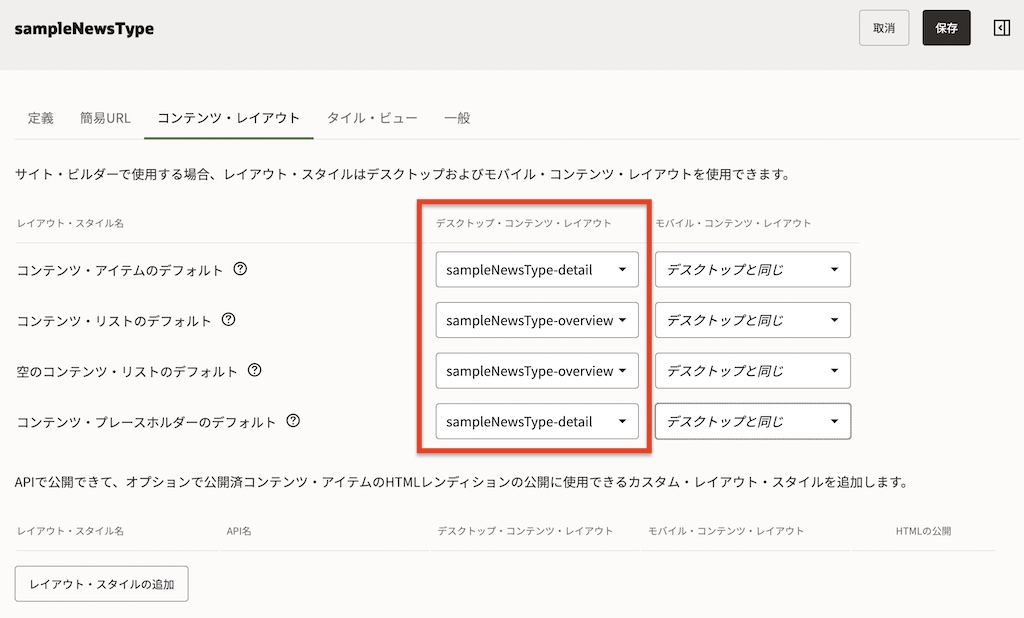 sampleNewsType
取消
保存
定義
簡易URL
コンテンツ・レイアウト
タイル・ビュー
一般
サイト・ビルダーで使用する場合、レイアウト・スタイルはデスクトップおよびモバイル・コンテンツ・レイアウトを使用できます。
レイアウト・スタイル名
デスクトップ・コンテンツ・レイアウト
モバイル・コンテンツ・レイアウト
コンテンツ・アイテムのデフォルト
sampleNewsType-detail
デスクトップと同じ
コンテンツ・リストのデフォルト
sampleNewsType-overview
デスクトップと同じ
空のコンテンツ・リストのデフォルト
sampleNewsType-overview
デスクトップと同じ
コンテンツ・プレースホルダーのデフォルト
sampleNewsType-detail
デスクトップと同じ
APIで公開できて、オプションで公開済コンテンツ・アイテムのHTMLレンディションの公開に使用できるカスタム・レイアウト・スタイルを追加します。
レイアウト・スタイル名
API名
デスクトップ・コンテンツ・レイアウト
モバイル・コンテンツ・レイアウト
HTMLの公開
レイアウト・スタイルの追加